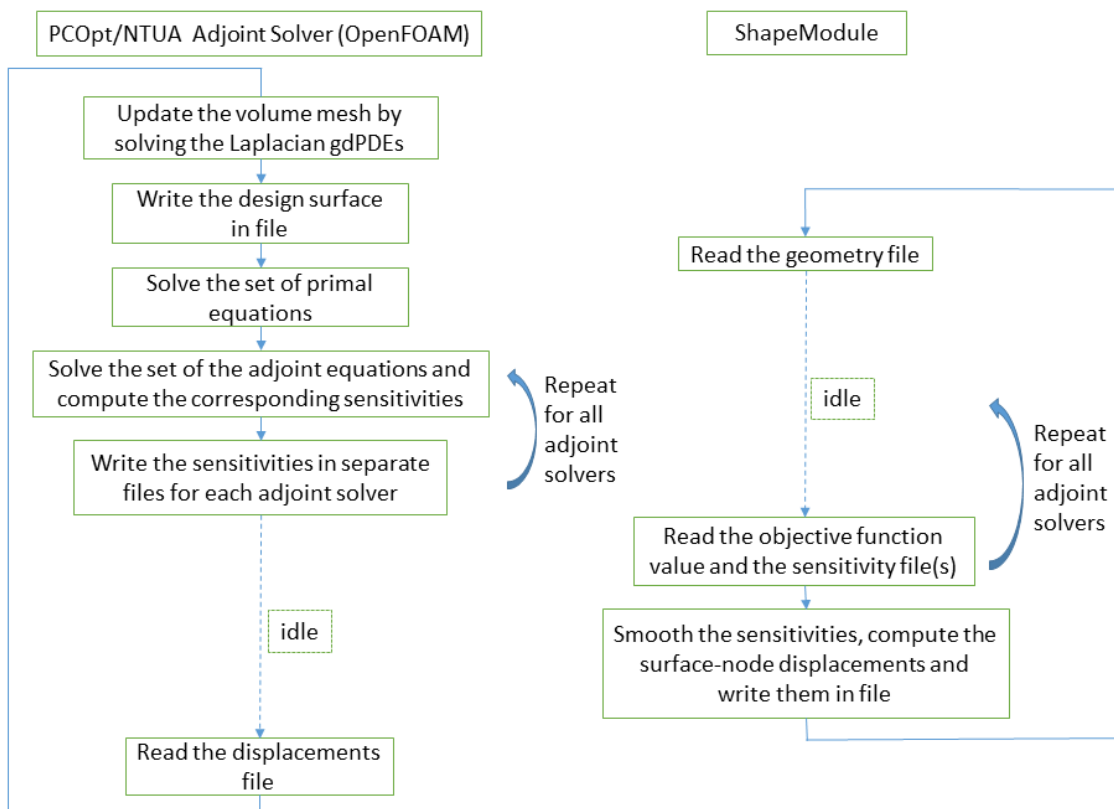 PCOpt/NTUA Adjoint Solver (OpenFOAM)
Update the volume mesh by
solving the Laplacian gdPDEs
Write the design surface
in file
Solve the set of primal
equations
Solve the set of the adjoint equations and
compute the corresponding sensitivities
Write the sensitivities in separate
files for each adjoint solver
Repeat
for all
adjoint
solvers
idle
Read the displacements
file
ShapeModule
Read the geometry file
idle
Read the objective function
value and the sensitivity file(s)
Repeat
for all
adjoint
solvers
Smooth the sensitivities, compute the
surface-node displacements and
write them in file